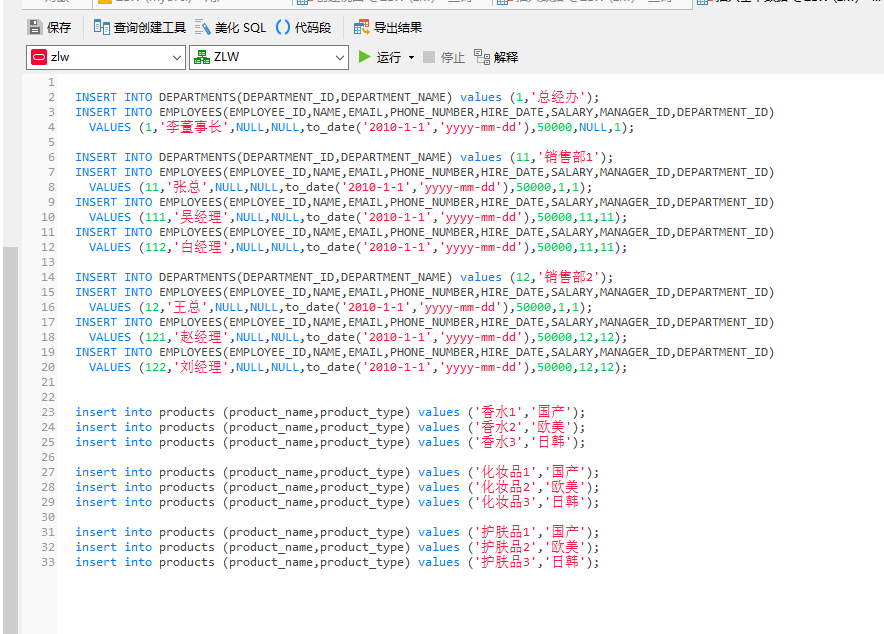 保存 查询创建工具 美化 SQL 代码段 导出结果
zlw ZLW 运行 停止 解释
1
2 INSERT INTO DEPARTMENTS(DEPARTMENT_ID,DEPARTMENT_NAME) values (1,'总经办');
3 INSERT INTO EMPLOYEES(EMPLOYEE_ID,NAME,EMAIL,PHONE_NUMBER,HIRE_DATE,SALARY,MANAGER_ID,DEPARTMENT_ID)
4 VALUES (1,'李董事长',NULL,NULL,to_date('2010-1-1','yyyy-mm-dd'),50000,NULL,1);
5
6 INSERT INTO DEPARTMENTS(DEPARTMENT_ID,DEPARTMENT_NAME) values (11,'销售部1');
7 INSERT INTO EMPLOYEES(EMPLOYEE_ID,NAME,EMAIL,PHONE_NUMBER,HIRE_DATE,SALARY,MANAGER_ID,DEPARTMENT_ID)
8 VALUES (11,'张总',NULL,NULL,to_date('2010-1-1','yyyy-mm-dd'),50000,1,1);
9 INSERT INTO EMPLOYEES(EMPLOYEE_ID,NAME,EMAIL,PHONE_NUMBER,HIRE_DATE,SALARY,MANAGER_ID,DEPARTMENT_ID)
10 VALUES (111,'吴经理',NULL,NULL,to_date('2010-1-1','yyyy-mm-dd'),50000,11,11);
11 INSERT INTO EMPLOYEES(EMPLOYEE_ID,NAME,EMAIL,PHONE_NUMBER,HIRE_DATE,SALARY,MANAGER_ID,DEPARTMENT_ID)
12 VALUES (112,'白经理',NULL,NULL,to_date('2010-1-1','yyyy-mm-dd'),50000,11,11);
13
14 INSERT INTO DEPARTMENTS(DEPARTMENT_ID,DEPARTMENT_NAME) values (12,'销售部2');
15 INSERT INTO EMPLOYEES(EMPLOYEE_ID,NAME,EMAIL,PHONE_NUMBER,HIRE_DATE,SALARY,MANAGER_ID,DEPARTMENT_ID)
16 VALUES (12,'王总',NULL,NULL,to_date('2010-1-1','yyyy-mm-dd'),50000,1,1);
17 INSERT INTO EMPLOYEES(EMPLOYEE_ID,NAME,EMAIL,PHONE_NUMBER,HIRE_DATE,SALARY,MANAGER_ID,DEPARTMENT_ID)
18 VALUES (121,'赵经理',NULL,NULL,to_date('2010-1-1','yyyy-mm-dd'),50000,12,12);
19 INSERT INTO EMPLOYEES(EMPLOYEE_ID,NAME,EMAIL,PHONE_NUMBER,HIRE_DATE,SALARY,MANAGER_ID,DEPARTMENT_ID)
20 VALUES (122,'刘经理',NULL,NULL,to_date('2010-1-1','yyyy-mm-dd'),50000,12,12);
21
22
23 insert into products (product_name,product_type) values ('香水1','国产');
24 insert into products (product_name,product_type) values ('香水2','欧美');
25 insert into products (product_name,product_type) values ('香水3','日韩');
26
27 insert into products (product_name,product_type) values ('化妆品1','国产');
28 insert into products (product_name,product_type) values ('化妆品2','欧美');
29 insert into products (product_name,product_type) values ('化妆品3','日韩');
30
31 insert into products (product_name,product_type) values ('护肤品1','国产');
32 insert into products (product_name,product_type) values ('护肤品2','欧美');
33 insert into products (product_name,product_type) values ('护肤品3','日韩');